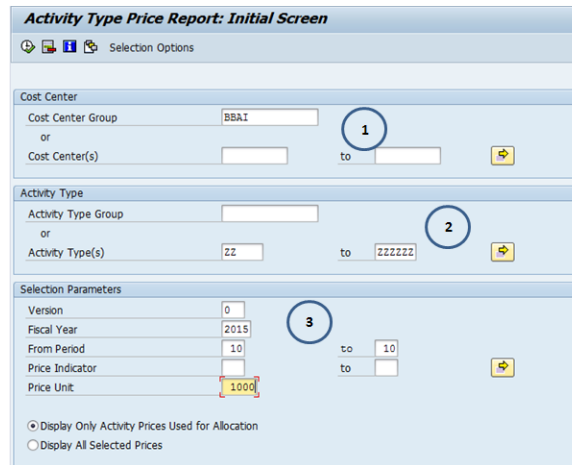 Activity Type Price Report: Initial Screen
Selection Options
Cost Center
Cost Center Group BBAI
or
Cost Center(s) to
1
Activity Type
Activity Type Group
or
Activity Type(s) ZZ to ZZZZZZ
2
Selection Parameters
Version 0
Fiscal Year 2015
3
From Period 10 to 10
Price Indicator to
Price Unit 1000
Display Only Activity Prices Used for Allocation
Display All Selected Prices